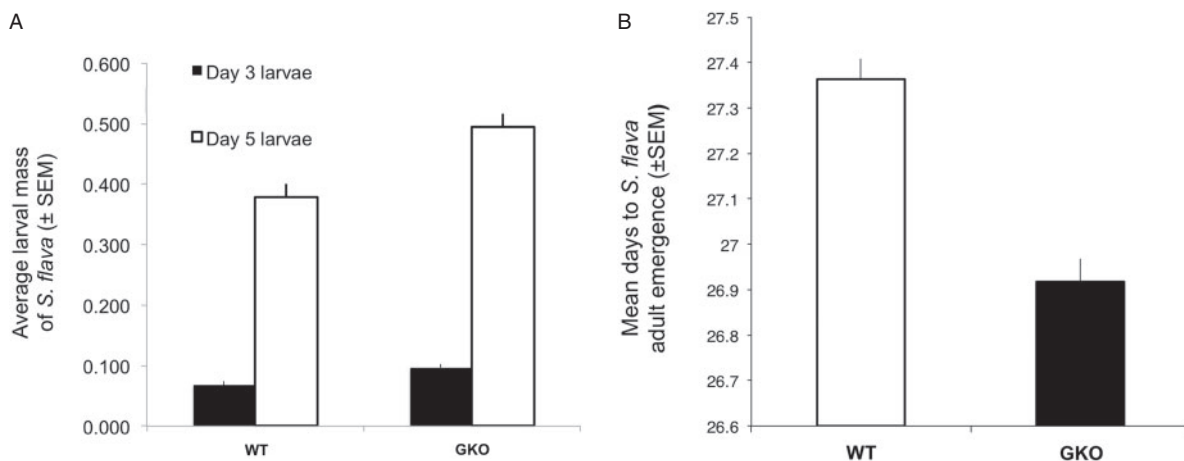 A
Average larval mass
of S. flava (± SEM)
0.600
0.500
0.400
0.300
0.200
0.100
0.000
Day 3 larvae
Day 5 larvae
WT
GKO
B
Mean days to S. flava
adult emergence (±SEM)
27.5
27.4
27.3
27.2
27.1
27
26.9
26.8
26.7
26.6
WT
GKO